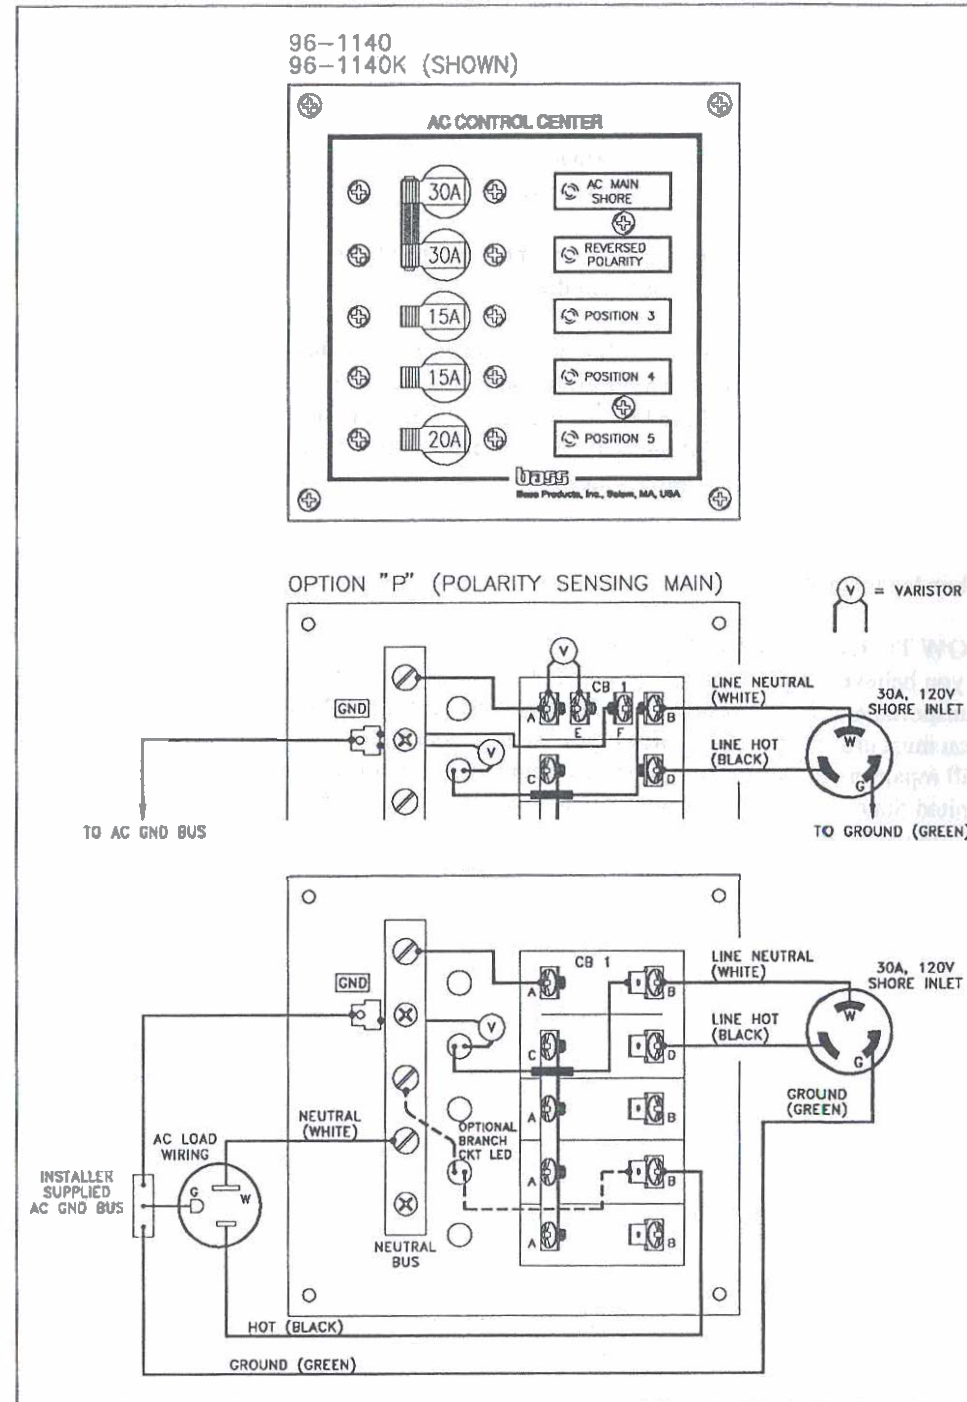 96-1140
96-1140K (SHOWN)
AC CONTROL CENTER
30A
AC MAIN
SHORE
30A
REVERSED
POLARITY
15A
POSITION 3
15A
POSITION 4
20A
POSITION 5
bass
Bass Products, Inc., Salem, MA, USA
OPTION "P" (POLARITY SENSING MAIN)
V = VARISTOR
V
CB 1
A
E
F
B
LINE NEUTRAL
(WHITE)
30A, 120V
SHORE INLET
GND
V
W
LINE HOT
(BLACK)
C
D
G
TO AC GND BUS
TO GROUND (GREEN)
CB 1
LINE NEUTRAL
(WHITE)
30A, 120V
SHORE INLET
GND
A
B
V
W
LINE HOT
(BLACK)
C
D
G
GROUND
(GREEN)
NEUTRAL
(WHITE)
A
B
OPTIONAL
BRANCH
CKT LED
AC LOAD
WIRING
INSTALLER
SUPPLIED
AC GND BUS
G
W
A
B
NEUTRAL
BUS
A
B
HOT (BLACK)
GROUND (GREEN)